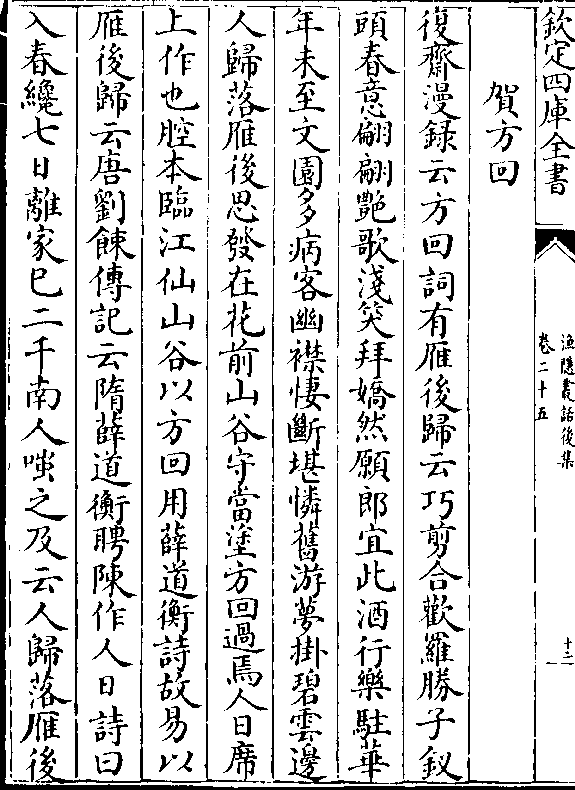 欽定四庫全書
漁隱叢話後集
卷二十五
十三
賀方回
復齋漫錄云方回詞有雁後歸云巧剪合歡羅勝子釵
頭春意翩翩艷歌淺笑拜嬌然願郎宜此酒行樂駐華
年未至文園多病客幽襟悽斷堪憐舊游夢掛碧雲邊
人歸落雁後思發在花前山谷守當塗方回過焉人日席
上作也腔本臨江仙山谷以方回用薛道衡詩故易以
雁後歸云唐劉餗傳記云隋薛道衡聘陳作人日詩曰
入春纔七日離家已二千南人嗤之及云人歸落雁後